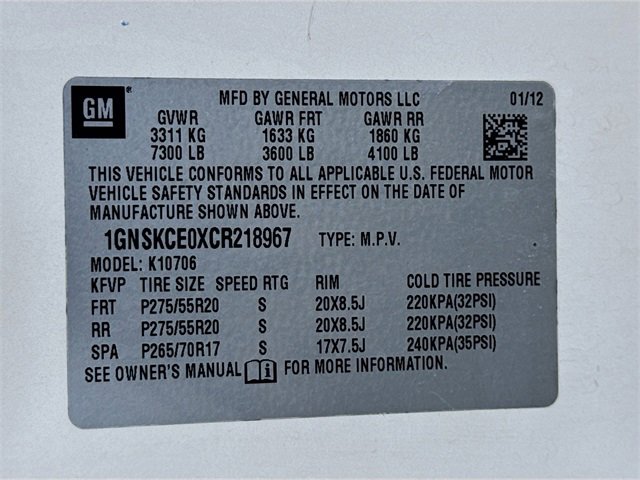 GM MFD BY GENERAL MOTORS LLC 01/12
GVWR GAWR FRT GAWR RR
3311 KG 1633 KG 1860 KG
7300 LB 3600 LB 4100 LB
THIS VEHICLE CONFORMS TO ALL APPLICABLE U.S. FEDERAL MOTOR
VEHICLE SAFETY STANDARDS IN EFFECT ON THE DATE OF
MANUFACTURE SHOWN ABOVE.
1GNSKCE0XCR218967 TYPE: M.P.V.
MODEL: K10706
KFVP TIRE SIZE SPEED RTG RIM COLD TIRE PRESSURE
FRT P275/55R20 S 20X8.5J 220KPA(32PSI)
RR P275/55R20 S 20X8.5J 220KPA(32PSI)
SPA P265/70R17 S 17X7.5J 240KPA(35PSI)
SEE OWNER'S MANUAL FOR MORE INFORMATION.